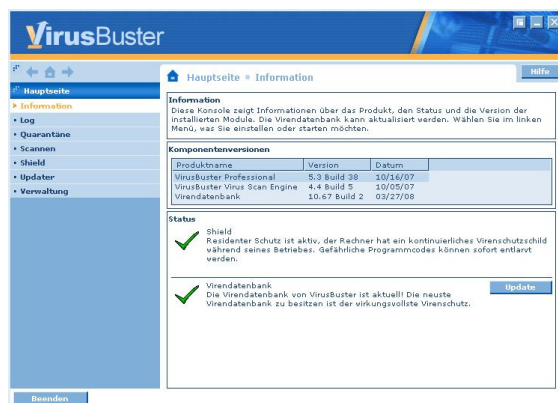 VirusBuster
Hilfe
Hauptseite
Information
Log
Quarantäne
Scannen
Shield
Updater
Verwaltung
Hauptseite Information
Information
Diese Konsole zeigt Informationen über das Produkt, den Status und die Version der
installierten Module. Die Virendatenbank kann aktualisiert werden. Wählen Sie im linken
Menü, was Sie einstellen oder starten möchten.
Komponentenversionen
Produktname Version Datum
VirusBuster Professional 5.3 Build 38 10/16/07
VirusBuster Virus Scan Engine 4.4 Build 5 10/05/07
Virendatenbank 10.67 Build 2 03/27/08
Status
Shield
Residenter Schutz ist aktiv, der Rechner hat ein kontinuierliches Virenschutzschild
während seines Betriebes. Gefährliche Programmcodes können sofort entlarvt
werden.
Virendatenbank
Die Virendatenbank von VirusBuster ist aktuell! Die neuste
Virendatenbank zu besitzen ist der wirkungsvollste Virenschutz.
Update
Beenden